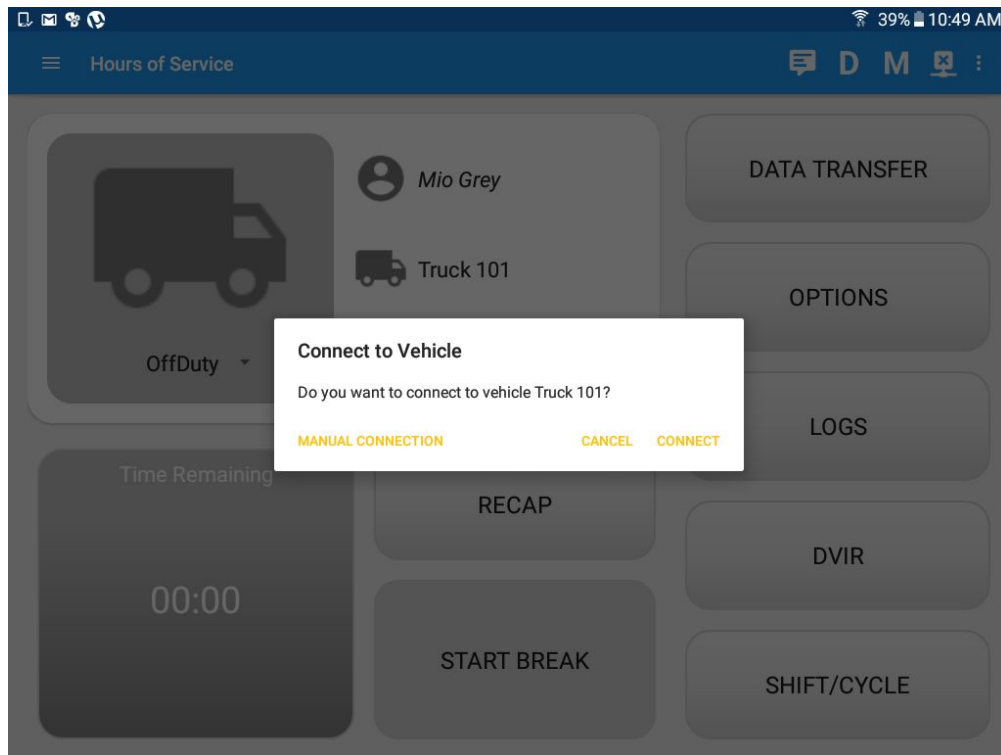 39% 10:49 AM
Hours of Service
D M
Mio Grey
Truck 101
OffDuty
DATA TRANSFER
OPTIONS
Connect to Vehicle
Do you want to connect to vehicle Truck 101?
MANUAL CONNECTION CANCEL CONNECT
LOGS
Time Remaining
00:00
RECAP
START BREAK
DVIR
SHIFT/CYCLE